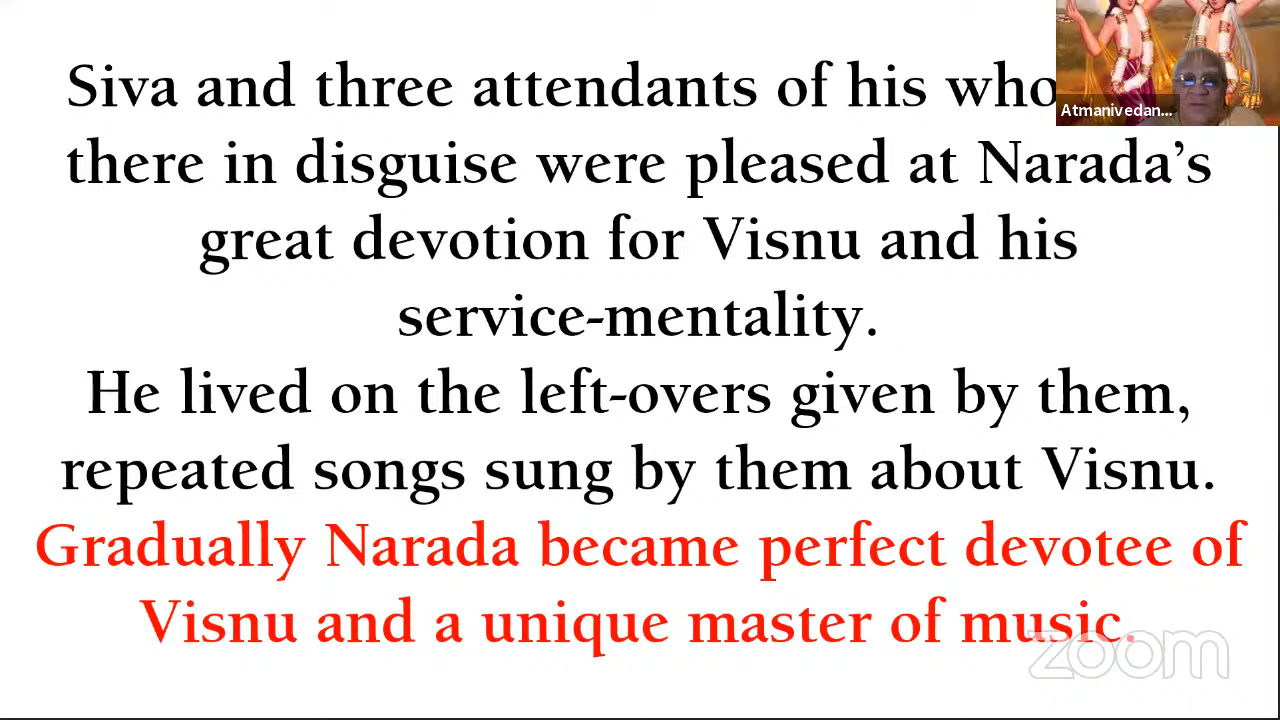 Siva and three attendants of his who
there in disguise were pleased at Narada’s
great devotion for Visnu and his
service-mentality.
He lived on the left-overs given by them,
repeated songs sung by them about Visnu.
Gradually Narada became perfect devotee of
Visnu and a unique master of music.
Atmanivedan...
zoom